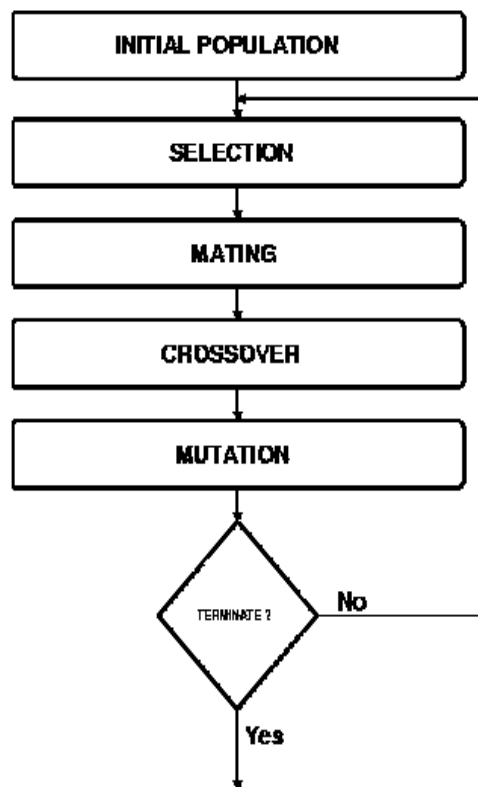 INITIAL POPULATION
SELECTION
MATING
CROSSOVER
MUTATION
TERMINATE ?
No
Yes